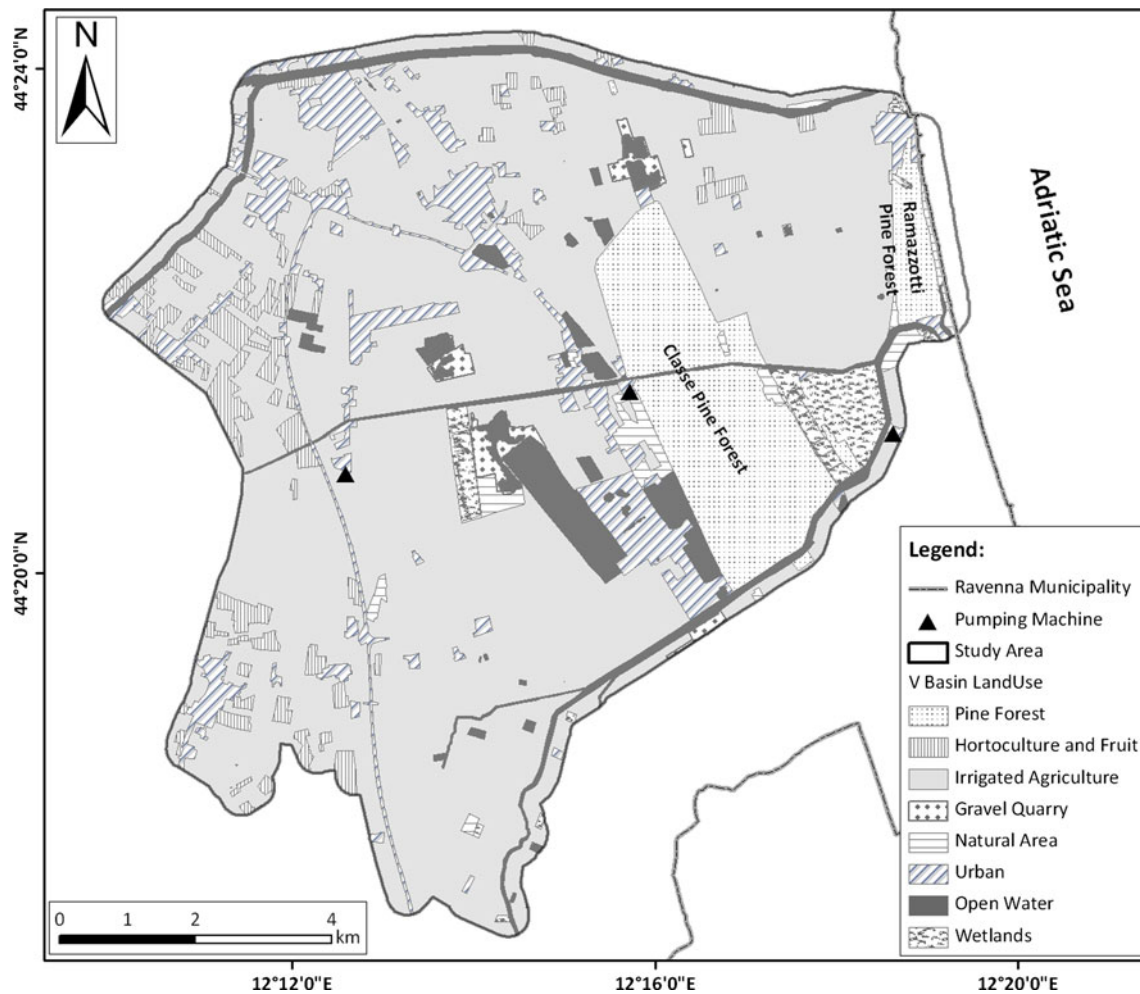 N
44°24'0"N
44°20'0"N
Adriatic Sea
Ramazzotti
Pine Forest
Classe Pine Forest
Legend:
Ravenna Municipality
Pumping Machine
Study Area
V Basin LandUse
Pine Forest
Hortoculture and Fruit
Irrigated Agriculture
Gravel Quarry
Natural Area
Urban
Open Water
Wetlands
0 1 2 4
km
12°12'0"E 12°16'0"E 12°20'0"E